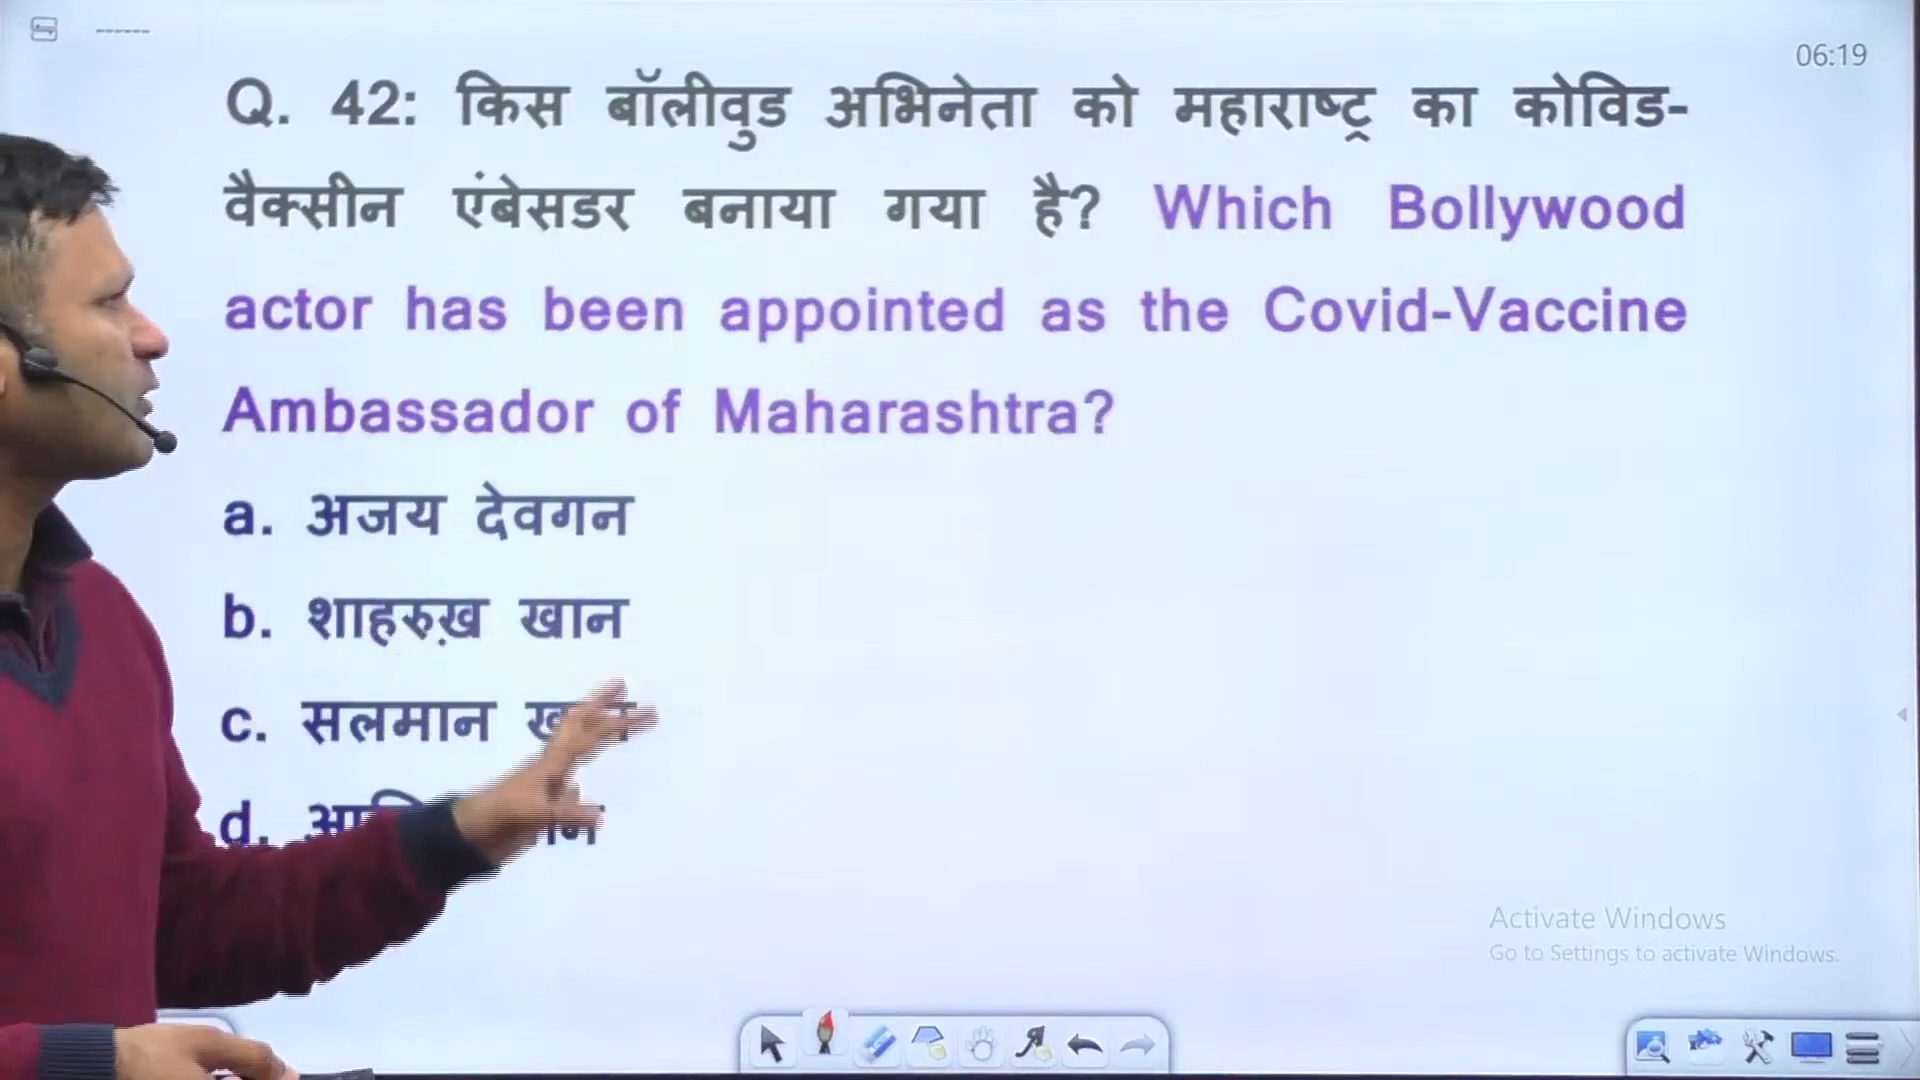 06:19
Q. 42: किस बॉलीवुड अभिनेता को महाराष्ट्र का कोविड-
वैक्सीन एंबेसडर बनाया गया है? Which Bollywood
actor has been appointed as the Covid-Vaccine
Ambassador of Maharashtra?
a. अजय देवगन
b. शाहरुख़ खान
c. सलमान
d.
Activate Windows
Go to Settings to activate Windows.